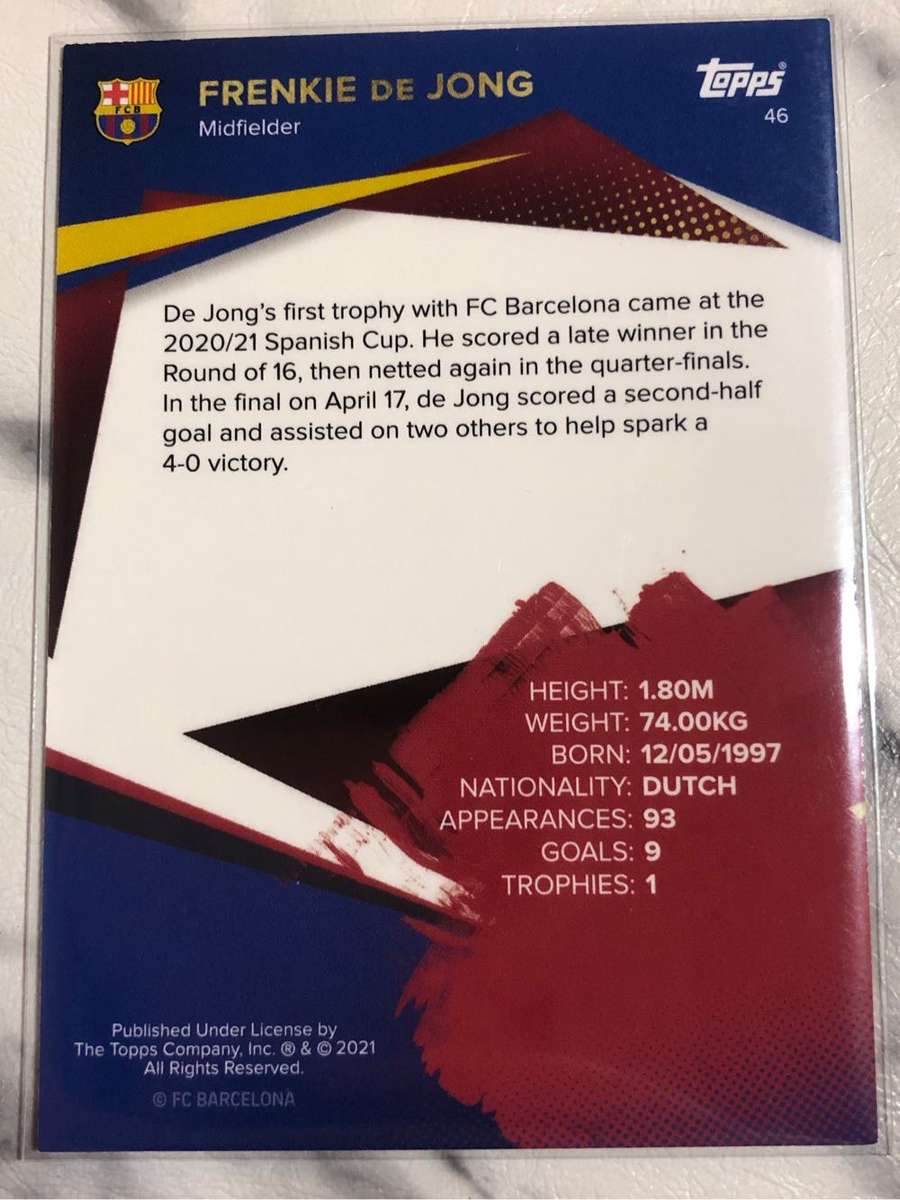 FCB
FRENKIE DE JONG
Midfielder
Topps®
46
De Jong's first trophy with FC Barcelona came at the
2020/21 Spanish Cup. He scored a late winner in the
Round of 16, then netted again in the quarter-finals.
In the final on April 17, de Jong scored a second-half
goal and assisted on two others to help spark a
4-0 victory.
HEIGHT: 1.80M
WEIGHT: 74.00KG
BORN: 12/05/1997
NATIONALITY: DUTCH
APPEARANCES: 93
GOALS: 9
TROPHIES: 1
Published Under License by
The Topps Company, Inc. ® & © 2021
All Rights Reserved.
© FC BARCELONA